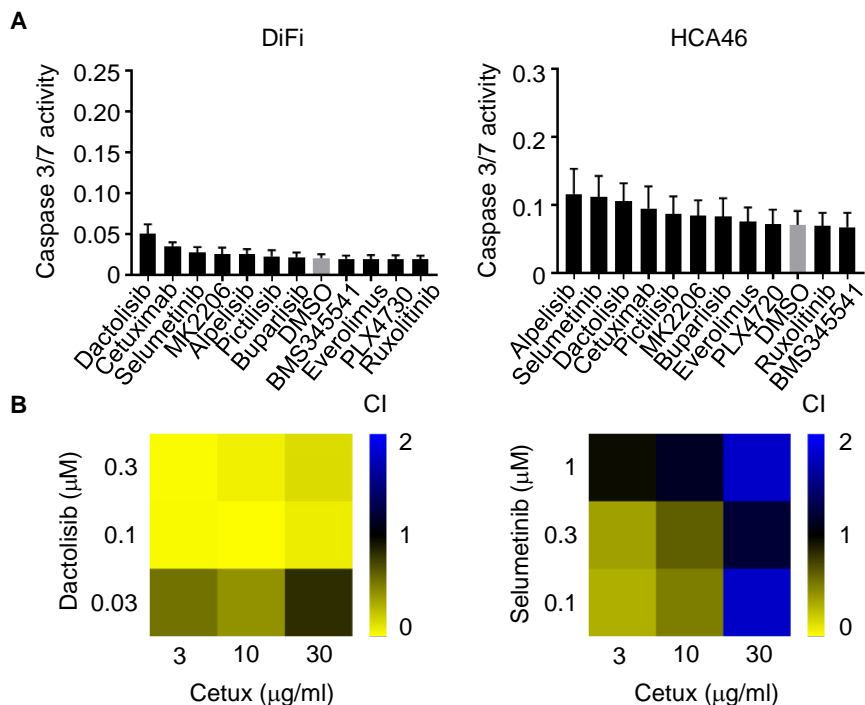 A
DiFi
Caspase 3/7 activity
0.25
0.20
0.15
0.10
0.05
0
Dactolisib
Cetuximab
Selumetinib
MK2206
Alpelisib
Pictilisib
Buparlisib
DMSO
BMS345541
Everolimus
PLX4730
Ruxolitinib
HCA46
Caspase 3/7 activity
0.3
0.2
0.1
0
Alpelisib
Selumetinib
Dactolisib
Cetuximab
Pictilisib
MK2206
Buparlisib
Everolimus
PLX4720
DMSO
Ruxolitinib
BMS345541
B
CI
Dactolisib (μM)
0.3
0.1
0.03
3 10 30
Cetux (μg/ml)
2
1
0
CI
Selumetinib (μM)
1
0.3
0.1
3 10 30
Cetux (μg/ml)
2
1
0